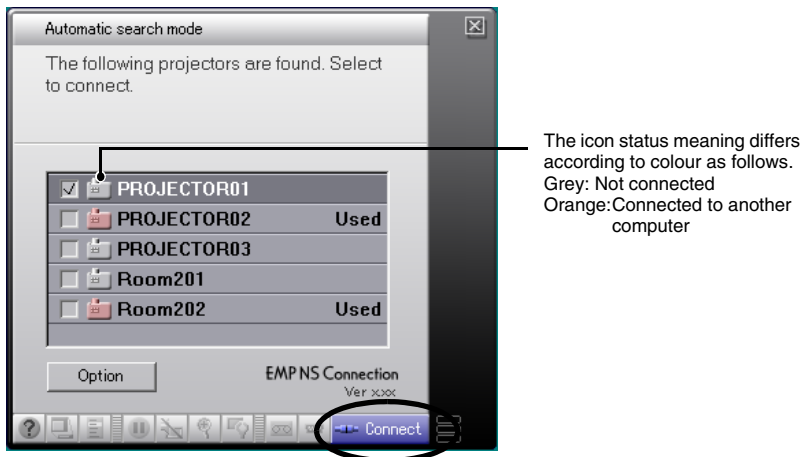 Automatic search mode
The following projectors are found. Select
to connect.
PROJECTOR01
PROJECTOR02 Used
PROJECTOR03
Room201
Room202 Used
Option
EMP NS Connection
Ver xxx
Connect
The icon status meaning differs
according to colour as follows.
Grey: Not connected
Orange:Connected to another
computer